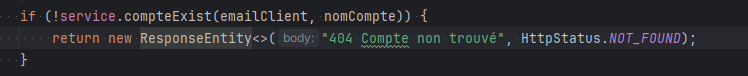 if (!service.compteExist(emailClient, nomCompte)) {
return new ResponseEntity<>( body: "404 Compte non trouvé", HttpStatus.NOT_FOUND);
}